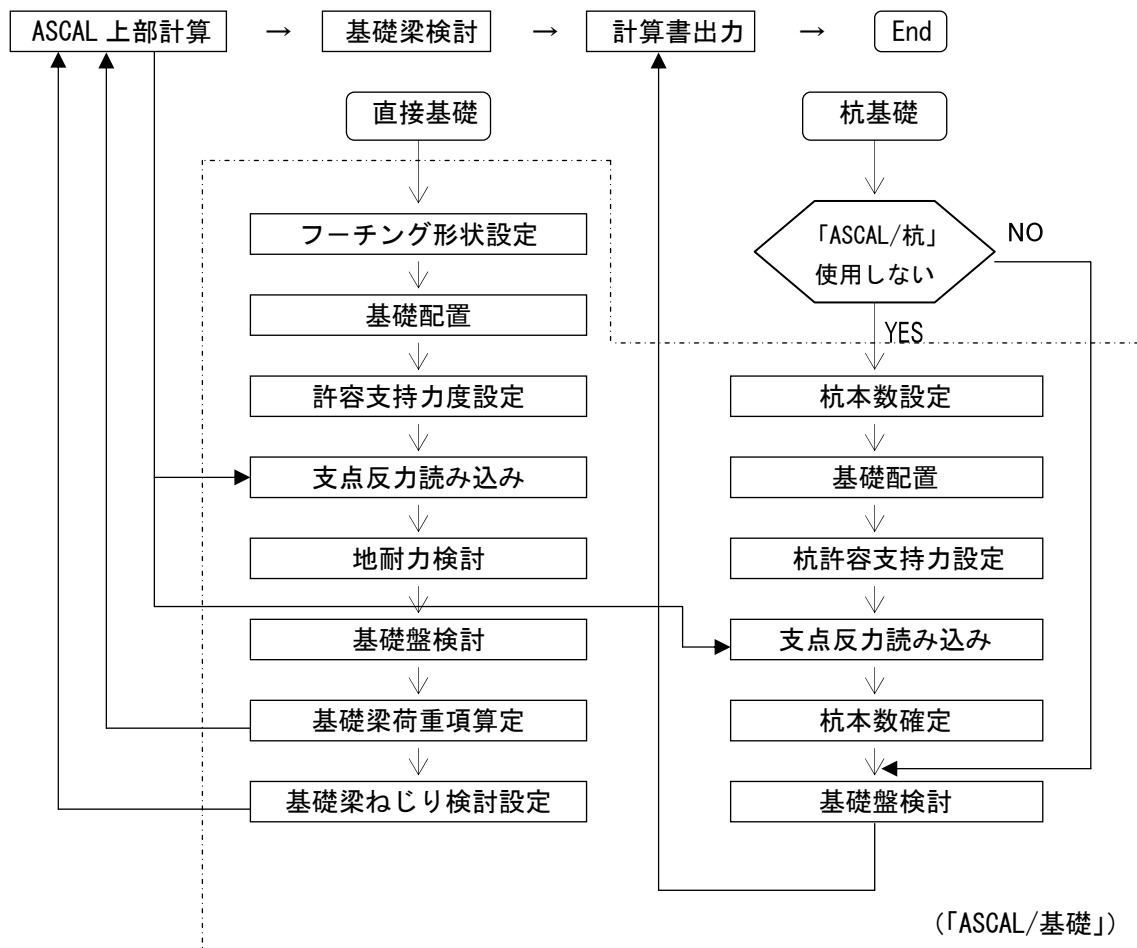 ASCAL 上部計算 → 基礎梁検討 → 計算書出力 → End
直接基礎
フーチング形状設定
基礎配置
許容支持力度設定
支点反力読み込み
地耐力検討
基礎盤検討
基礎梁荷重項算定
基礎梁ねじり検討設定
杭基礎
「ASCAL/杭」
使用しない
NO
YES
杭本数設定
基礎配置
杭許容支持力設定
支点反力読み込み
杭本数確定
基礎盤検討
(「ASCAL/基礎」)